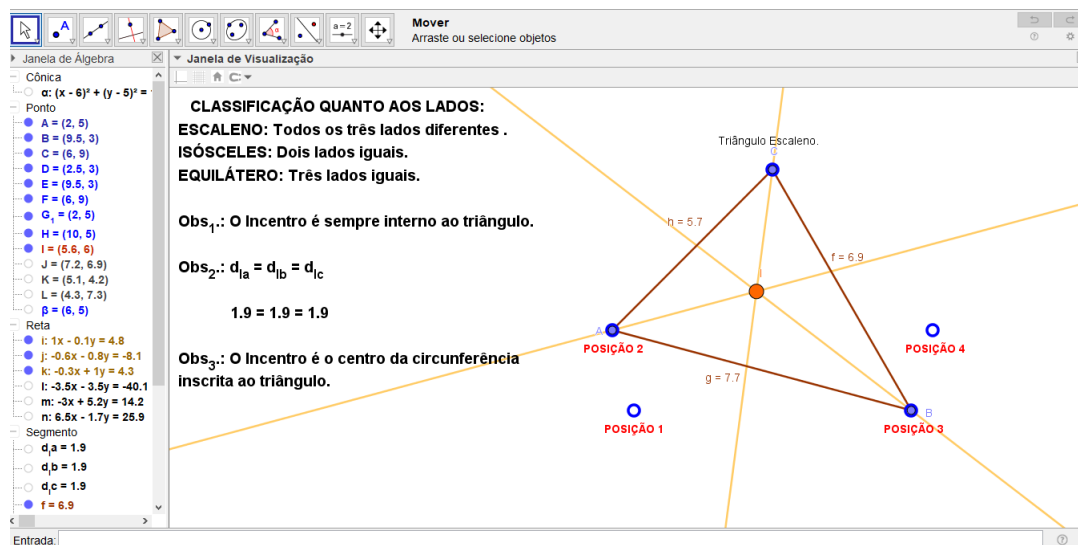 Mover
Arraste ou selecione objetos
Janela de Álgebra
Janela de Visualização
Cônica
α: (x - 6)² + (y - 5)² =
Ponto
A = (2, 5)
B = (9.5, 3)
C = (6, 9)
D = (2.5, 3)
E = (9.5, 3)
F = (6, 9)
G₁ = (2, 5)
H = (10, 5)
I = (5.6, 6)
J = (7.2, 6.9)
K = (5.1, 4.2)
L = (4.3, 7.3)
β = (6, 5)
Reta
i: 1x - 0.1y = 4.8
j: -0.6x - 0.8y = -8.1
k: -0.3x + 1y = 4.3
l: -3.5x - 3.5y = -40.1
m: -3x + 5.2y = 14.2
n: 6.5x - 1.7y = 25.9
Segmento
dₗa = 1.9
dₗb = 1.9
dₗc = 1.9
f = 6.9
CLASSIFICAÇÃO QUANTO AOS LADOS:
ESCALENO: Todos os três lados diferentes .
ISÓSCELES: Dois lados iguais.
EQUILÁTERO: Três lados iguais.
Obs₁.: O Incentro é sempre interno ao triângulo.
Obs₂.: d_Ia = d_Ib = d_Ic
1.9 = 1.9 = 1.9
Obs₃.: O Incentro é o centro da circunferência
inscrita ao triângulo.
Triângulo Escaleno.
C
h = 5.7
f = 6.9
I
A
POSIÇÃO 2
POSIÇÃO 4
g = 7.7
B
POSIÇÃO 1
POSIÇÃO 3
Entrada: